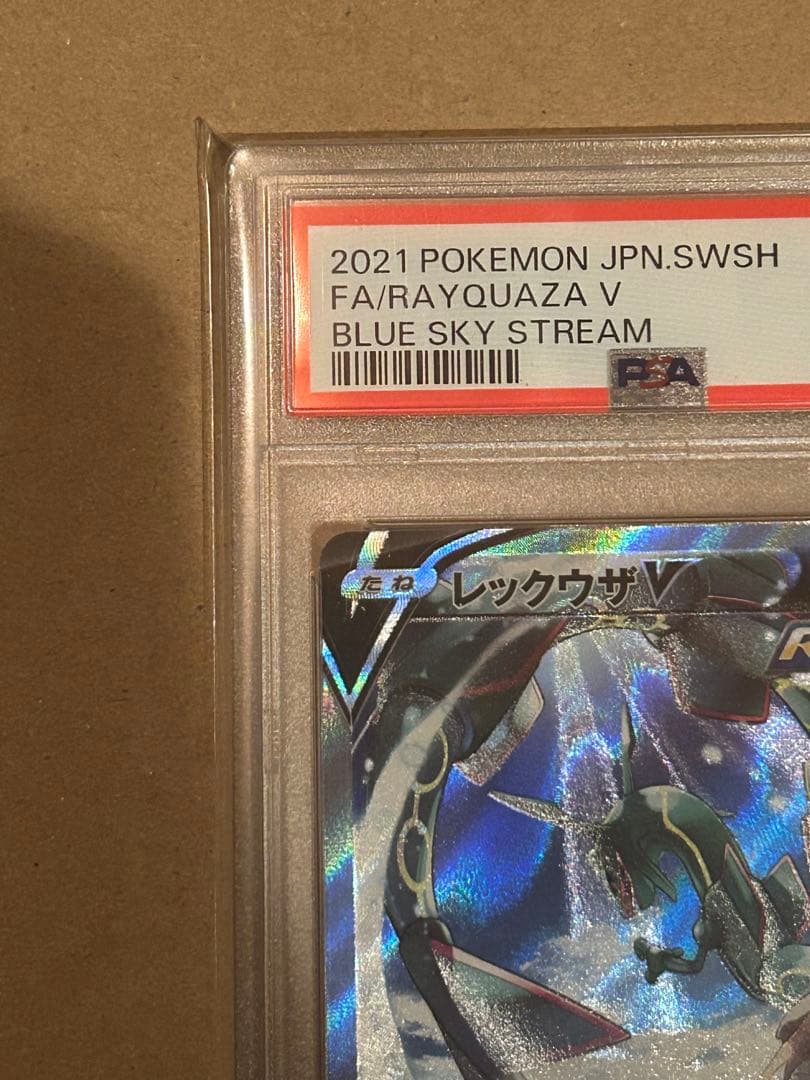 2021 POKEMON JPN.SWSH
FA/RAYQUAZA V
BLUE SKY STREAM
PSA
たね レックウザV